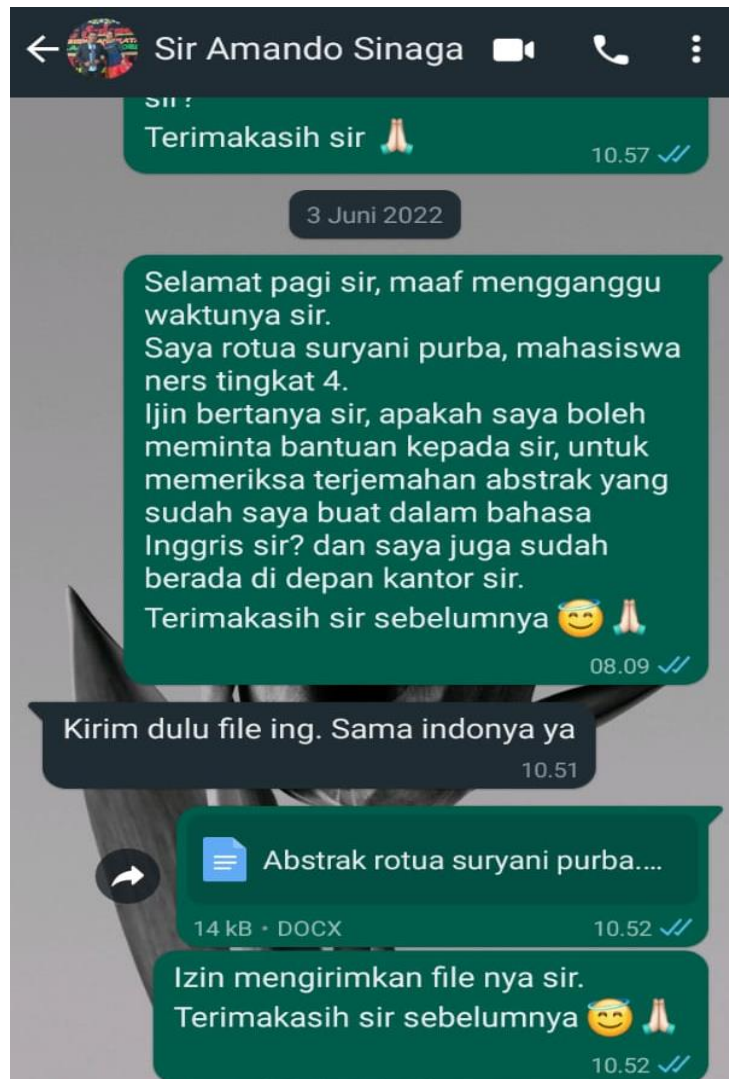 Sir Amando Sinaga
sir?
Terimakasih sir 🙏
10.57
3 Juni 2022
Selamat pagi sir, maaf mengganggu
waktunya sir.
Saya rotua suryani purba, mahasiswa
ners tingkat 4.
Ijin bertanya sir, apakah saya boleh
meminta bantuan kepada sir, untuk
memeriksa terjemahan abstrak yang
sudah saya buat dalam bahasa
Inggris sir? dan saya juga sudah
berada di depan kantor sir.
Terimakasih sir sebelumnya 😇 🙏
08.09
Kirim dulu file ing. Sama indonya ya
10.51
Abstrak rotua suryani purba....
14 kB • DOCX 10.52
Izin mengirimkan file nya sir.
Terimakasih sir sebelumnya 😇 🙏
10.52